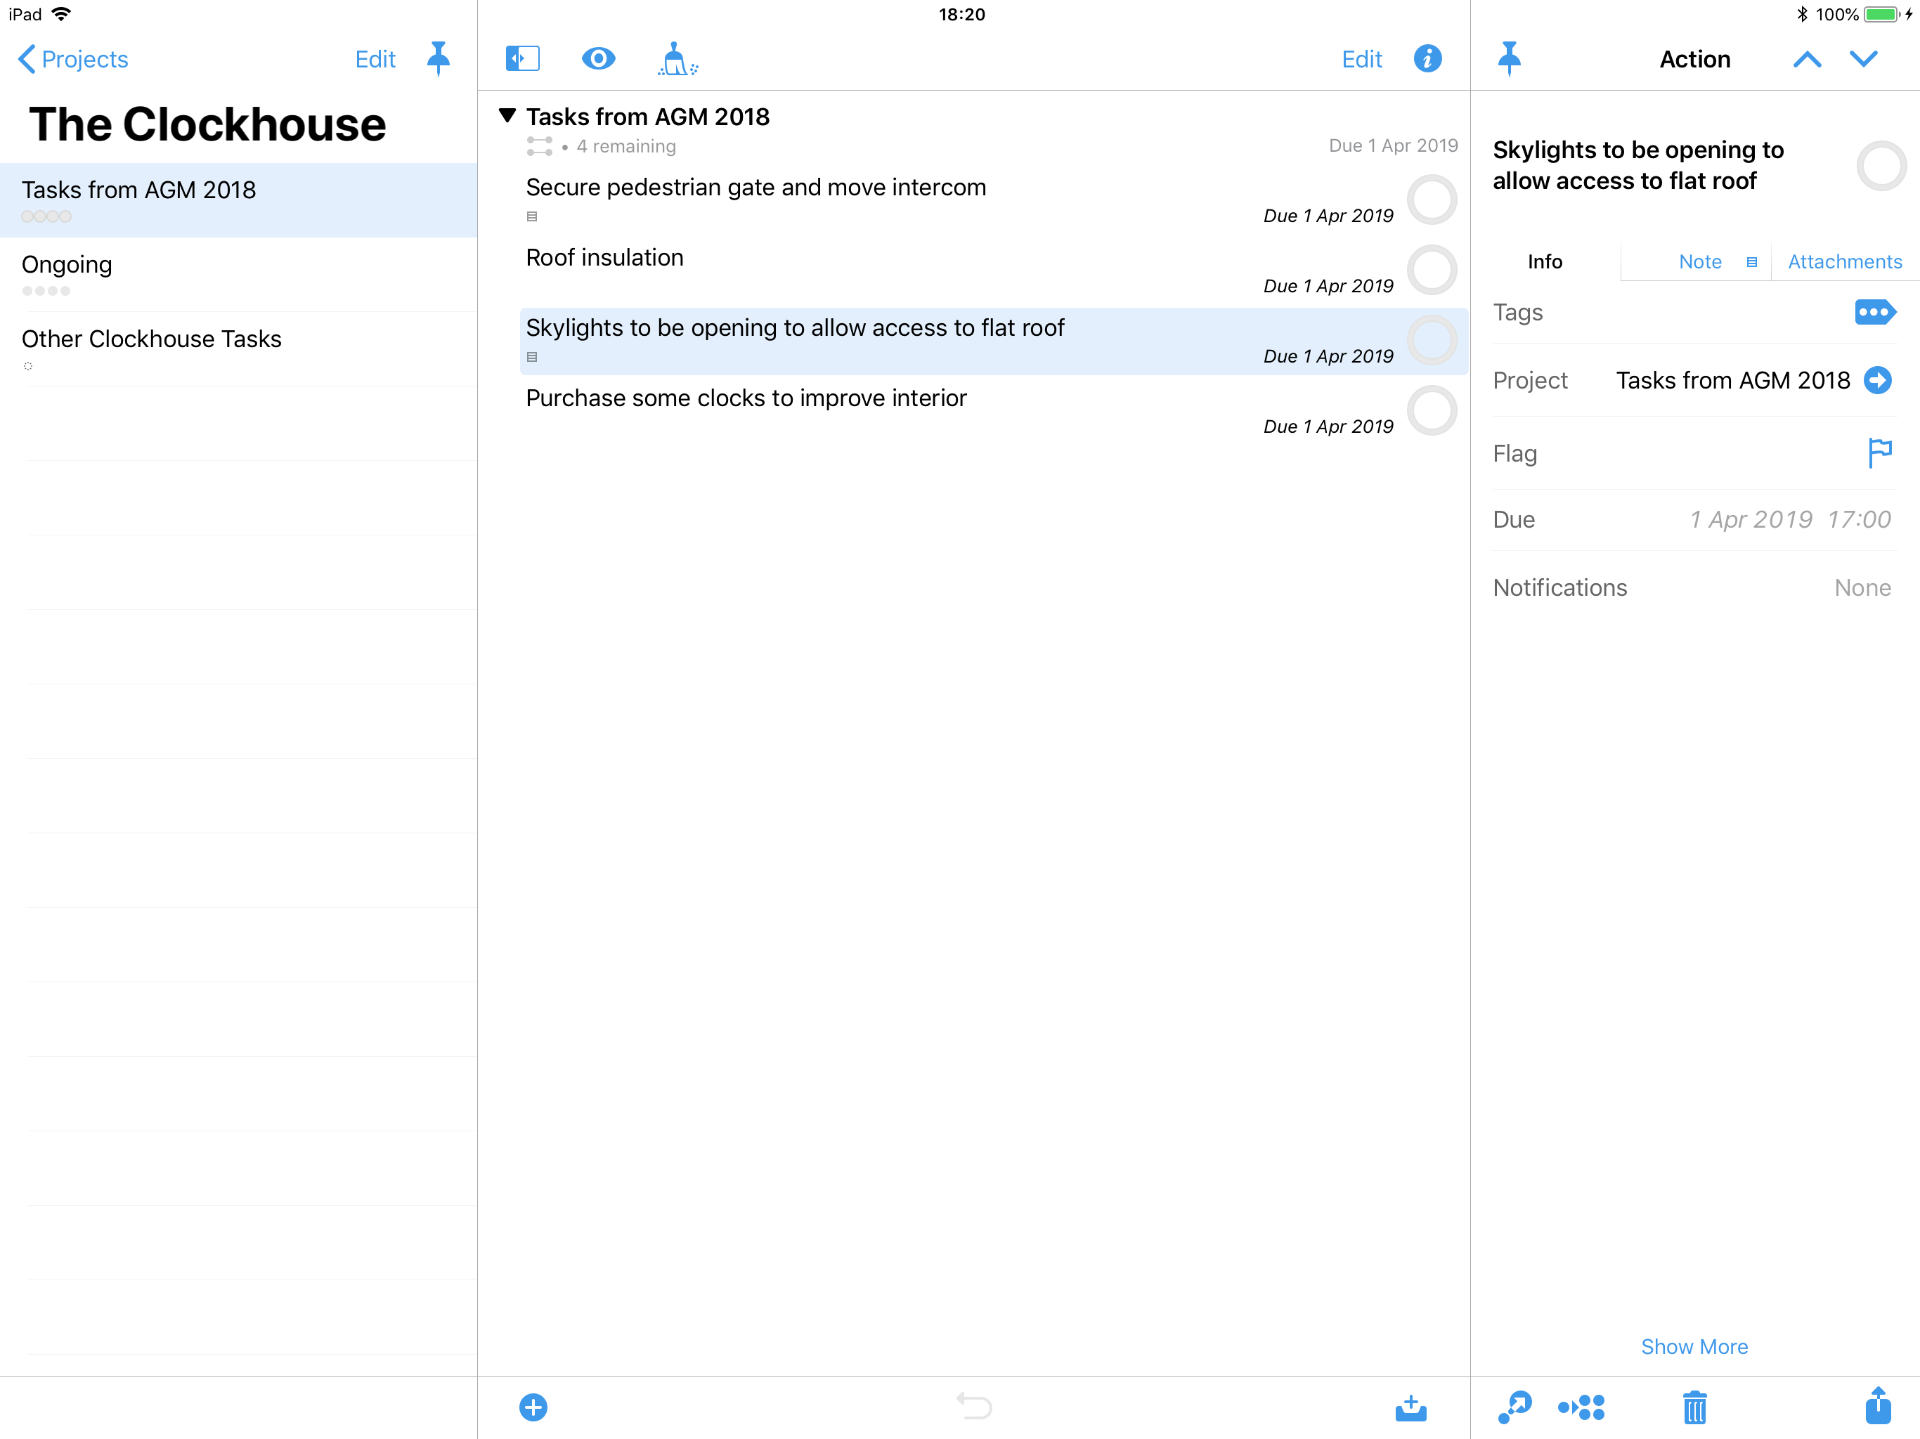 iPad 18:20 100%
Projects Edit
The Clockhouse
Tasks from AGM 2018
Ongoing
Other Clockhouse Tasks
Edit
Tasks from AGM 2018
• 4 remaining Due 1 Apr 2019
Secure pedestrian gate and move intercom
Due 1 Apr 2019
Roof insulation
Due 1 Apr 2019
Skylights to be opening to allow access to flat roof
Due 1 Apr 2019
Purchase some clocks to improve interior
Due 1 Apr 2019
Action
Skylights to be opening to
allow access to flat roof
Info Note Attachments
Tags
Project Tasks from AGM 2018
Flag
Due 1 Apr 2019 17:00
Notifications None
Show More